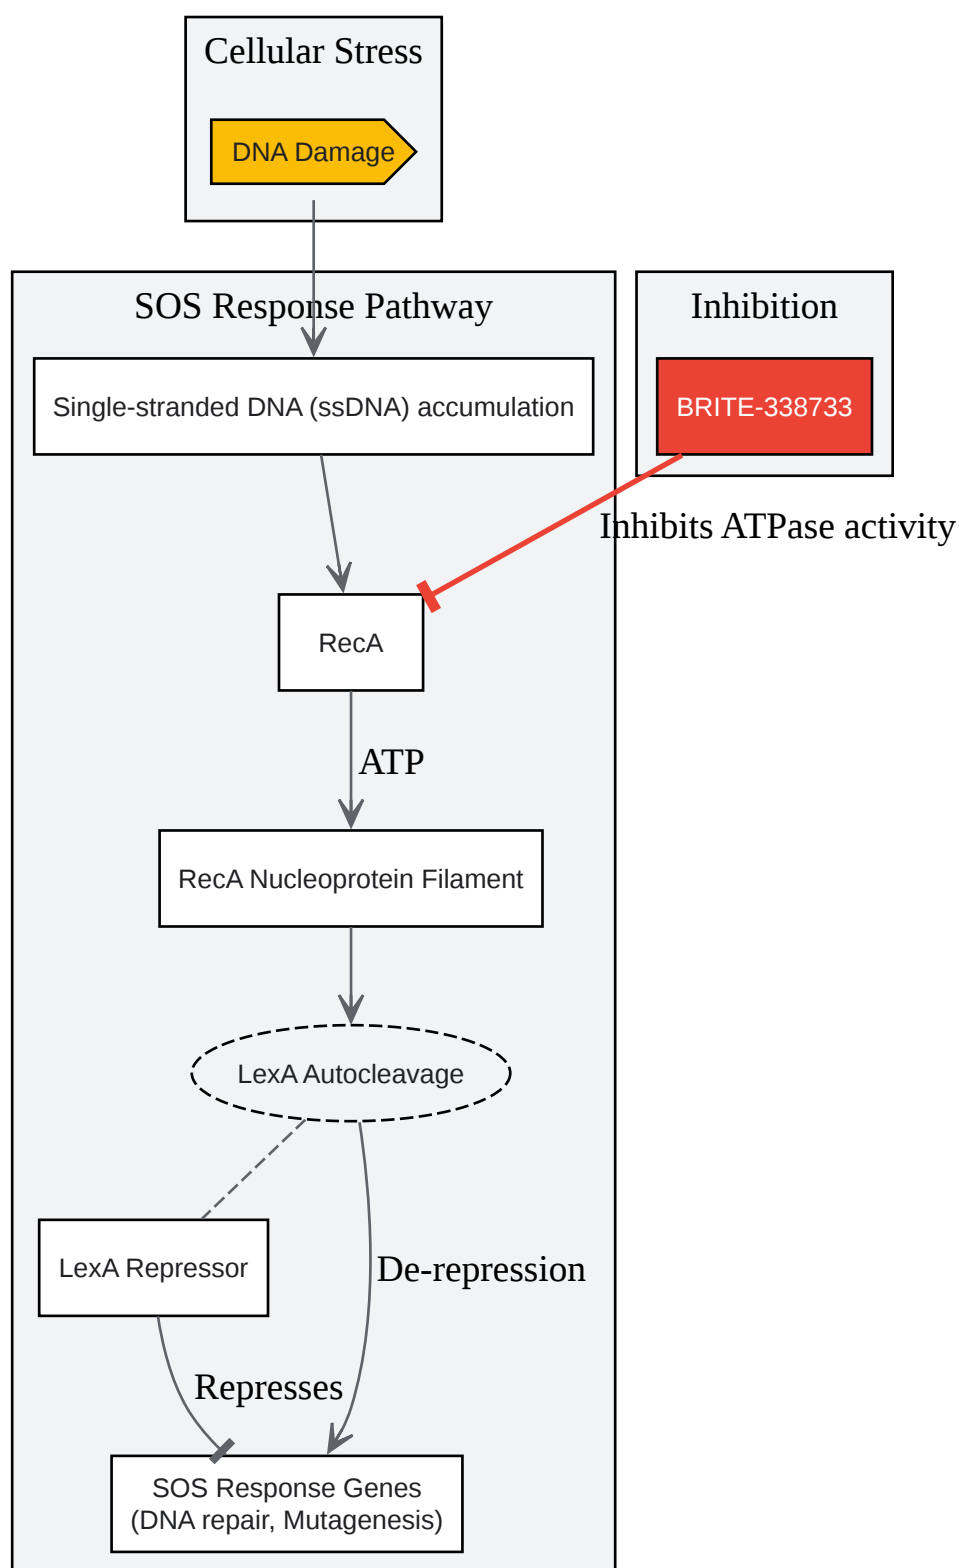 Cellular Stress
DNA Damage
SOS Response Pathway
Inhibition
Single-stranded DNA (ssDNA) accumulation
BRITE-338733
Inhibits ATPase activity
RecA
ATP
RecA Nucleoprotein Filament
LexA Autocleavage
LexA Repressor
De-repression
Represses
SOS Response Genes
(DNA repair, Mutagenesis)